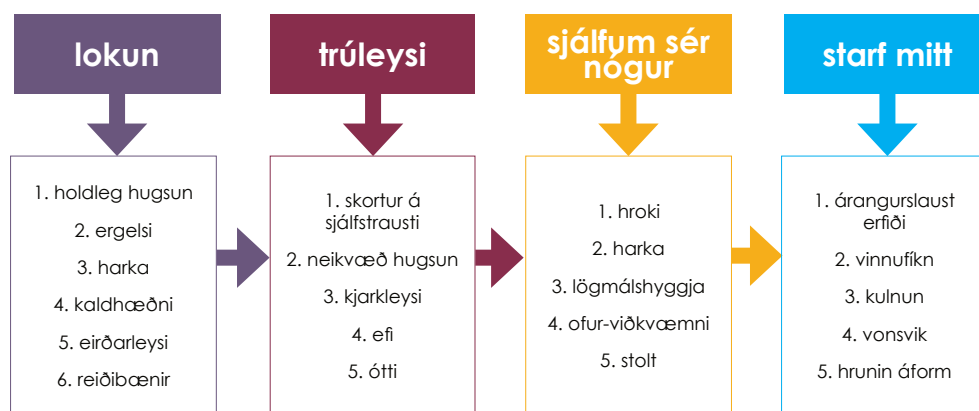 lokun
1. holdleg hugsun
2. ergelsi
3. harka
4. kaldhæðni
5. eirðarleysi
6. reiðibænir
trúleysi
1. skortur á
sjálfstrausti
2. neikvæð hugsun
3. kjarkleysi
4. efi
5. ótti
sjálfum sér
nógur
1. hroki
2. harka
3. lögmálshyggja
4. ofur-viðkvæmni
5. stolt
starf mitt
1. árangurslaust
erfiði
2. vinnufíkn
3. kulnun
4. vonsvik
5. hrunin áform